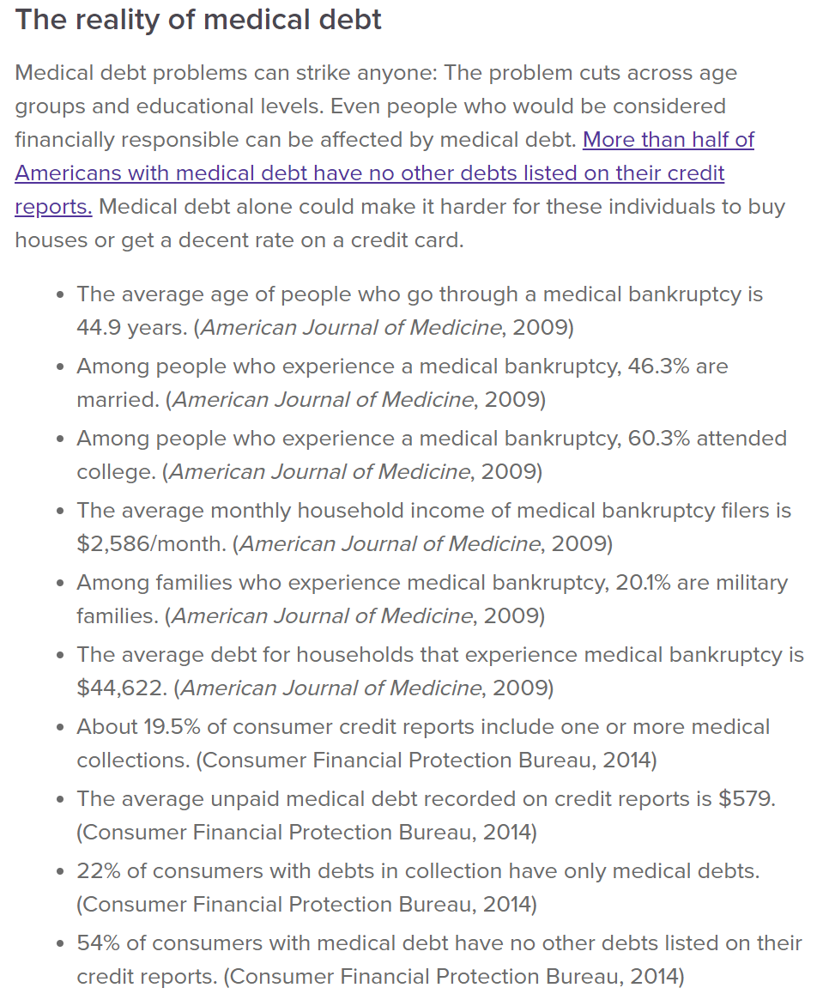 The reality of medical debt
Medical debt problems can strike anyone: The problem cuts across age
groups and educational levels. Even people who would be considered
financially responsible can be affected by medical debt. More than half of
Americans with medical debt have no other debts listed on their credit
reports. Medical debt alone could make it harder for these individuals to buy
houses or get a decent rate on a credit card.
• The average age of people who go through a medical bankruptcy is
44.9 years. (American Journal of Medicine, 2009)
• Among people who experience a medical bankruptcy, 46.3% are
married. (American Journal of Medicine, 2009)
• Among people who experience a medical bankruptcy, 60.3% attended
college. (American Journal of Medicine, 2009)
• The average monthly household income of medical bankruptcy filers is
$2,586/month. (American Journal of Medicine, 2009)
• Among families who experience medical bankruptcy, 20.1% are military
families. (American Journal of Medicine, 2009)
• The average debt for households that experience medical bankruptcy is
$44,622. (American Journal of Medicine, 2009)
• About 19.5% of consumer credit reports include one or more medical
collections. (Consumer Financial Protection Bureau, 2014)
• The average unpaid medical debt recorded on credit reports is $579.
(Consumer Financial Protection Bureau, 2014)
• 22% of consumers with debts in collection have only medical debts.
(Consumer Financial Protection Bureau, 2014)
• 54% of consumers with medical debt have no other debts listed on their
credit reports. (Consumer Financial Protection Bureau, 2014)